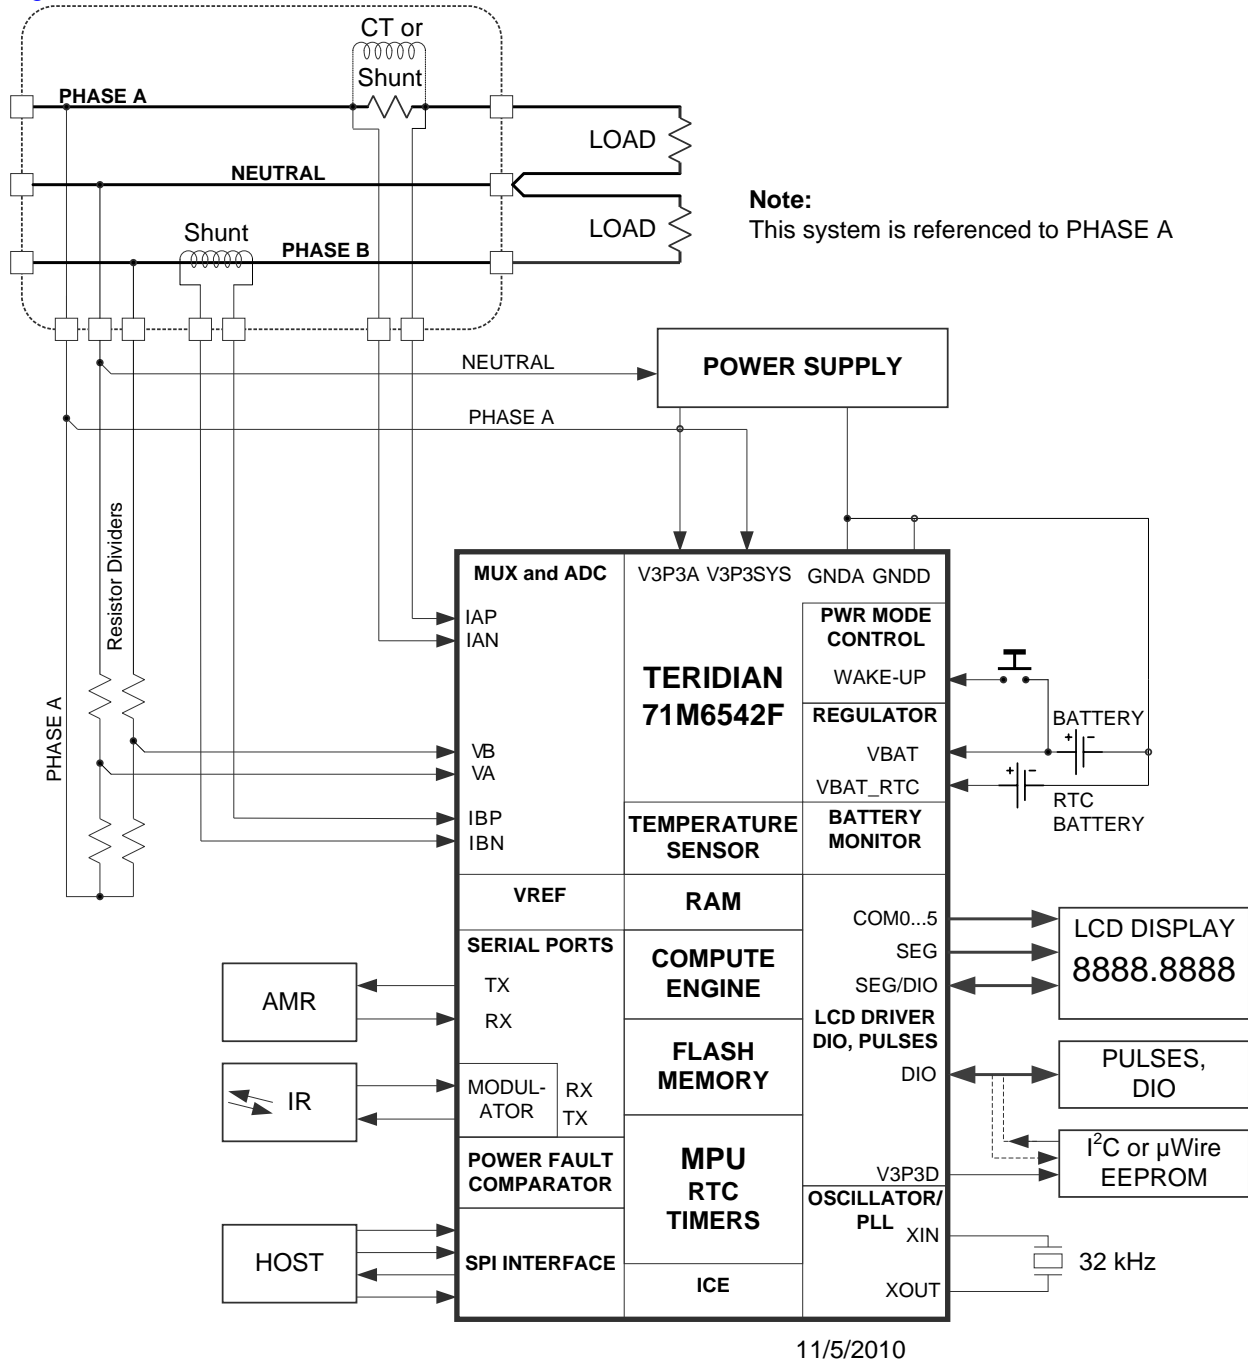 CT or
Shunt
PHASE A
LOAD
NEUTRAL
Note:
This system is referenced to PHASE A
Shunt
LOAD
PHASE B
NEUTRAL
POWER SUPPLY
PHASE A
Resistor Dividers
PHASE A
MUX and ADC
V3P3A V3P3SYS GNDA GNDD
IAP
IAN
PWR MODE
CONTROL
WAKE-UP
TERIDIAN
71M6542F
REGULATOR
BATTERY
+ -
VB
VA
VBAT
VBAT_RTC
+ -
RTC
BATTERY
IBP
IBN
TEMPERATURE
SENSOR
BATTERY
MONITOR
VREF
RAM
COM0...5
SEG
SEG/DIO
LCD DISPLAY
8888.8888
SERIAL PORTS
TX
RX
AMR
COMPUTE
ENGINE
LCD DRIVER
DIO, PULSES
DIO
PULSES,
DIO
FLASH
MEMORY
IR
MODUL-
ATOR
RX
TX
I²C or µWire
EEPROM
V3P3D
POWER FAULT
COMPARATOR
MPU
RTC
TIMERS
OSCILLATOR/
PLL
XIN
XOUT
32 kHz
HOST
SPI INTERFACE
ICE
11/5/2010